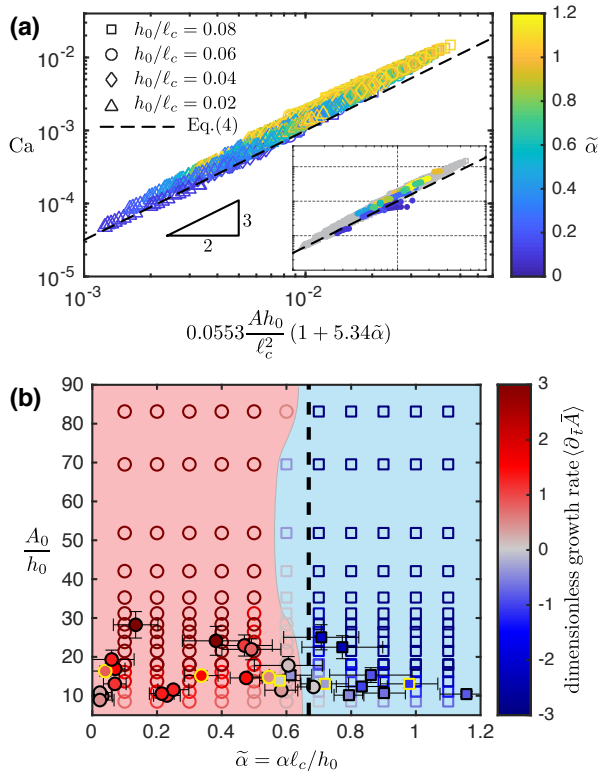 (a)
h₀/ℓc = 0.08
h₀/ℓc = 0.06
h₀/ℓc = 0.04
h₀/ℓc = 0.02
Eq.(4)
Ca
10⁻²
10⁻³
10⁻⁴
10⁻⁵
3
2
10⁻³
10⁻²
0.0553 Ah₀/ℓc² (1 + 5.34α̃)
1.2
1
0.8
0.6
0.4
0.2
0
α̃
(b)
A₀/h₀
90
70
50
40
30
20
10
0
0.2
0.4
0.6
0.8
1
1.2
α̃ = αℓc/h₀
3
2
1
0
-1
-2
-3
dimensionless growth rate ⟨∂t̄Ā⟩